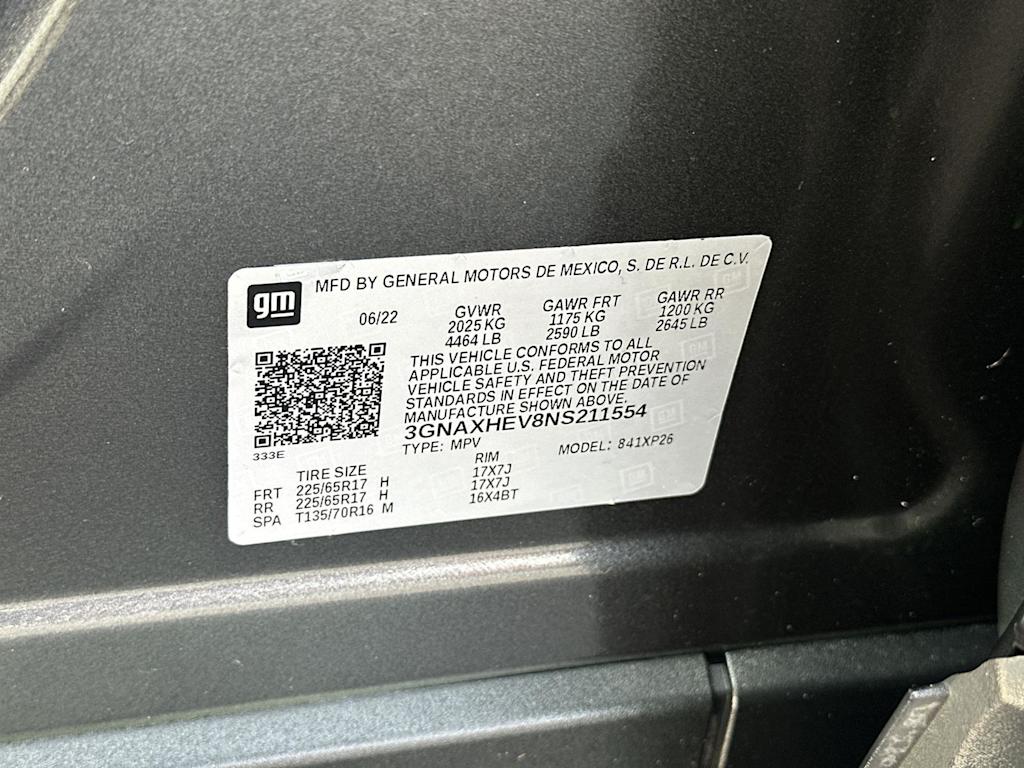 gm
MFD BY GENERAL MOTORS DE MEXICO, S. DE R.L. DE C.V.
06/22 GVWR GAWR FRT GAWR RR
2025 KG 1175 KG 1200 KG
4464 LB 2590 LB 2645 LB
THIS VEHICLE CONFORMS TO ALL
APPLICABLE U.S. FEDERAL MOTOR
VEHICLE SAFETY AND THEFT PREVENTION
STANDARDS IN EFFECT ON THE DATE OF
MANUFACTURE SHOWN ABOVE.
3GNAXHEV8NS211554
333E
TYPE: MPV MODEL: 841XP26
TIRE SIZE RIM
FRT 225/65R17 H 17X7J
RR 225/65R17 H 17X7J
SPA T135/70R16 M 16X4BT